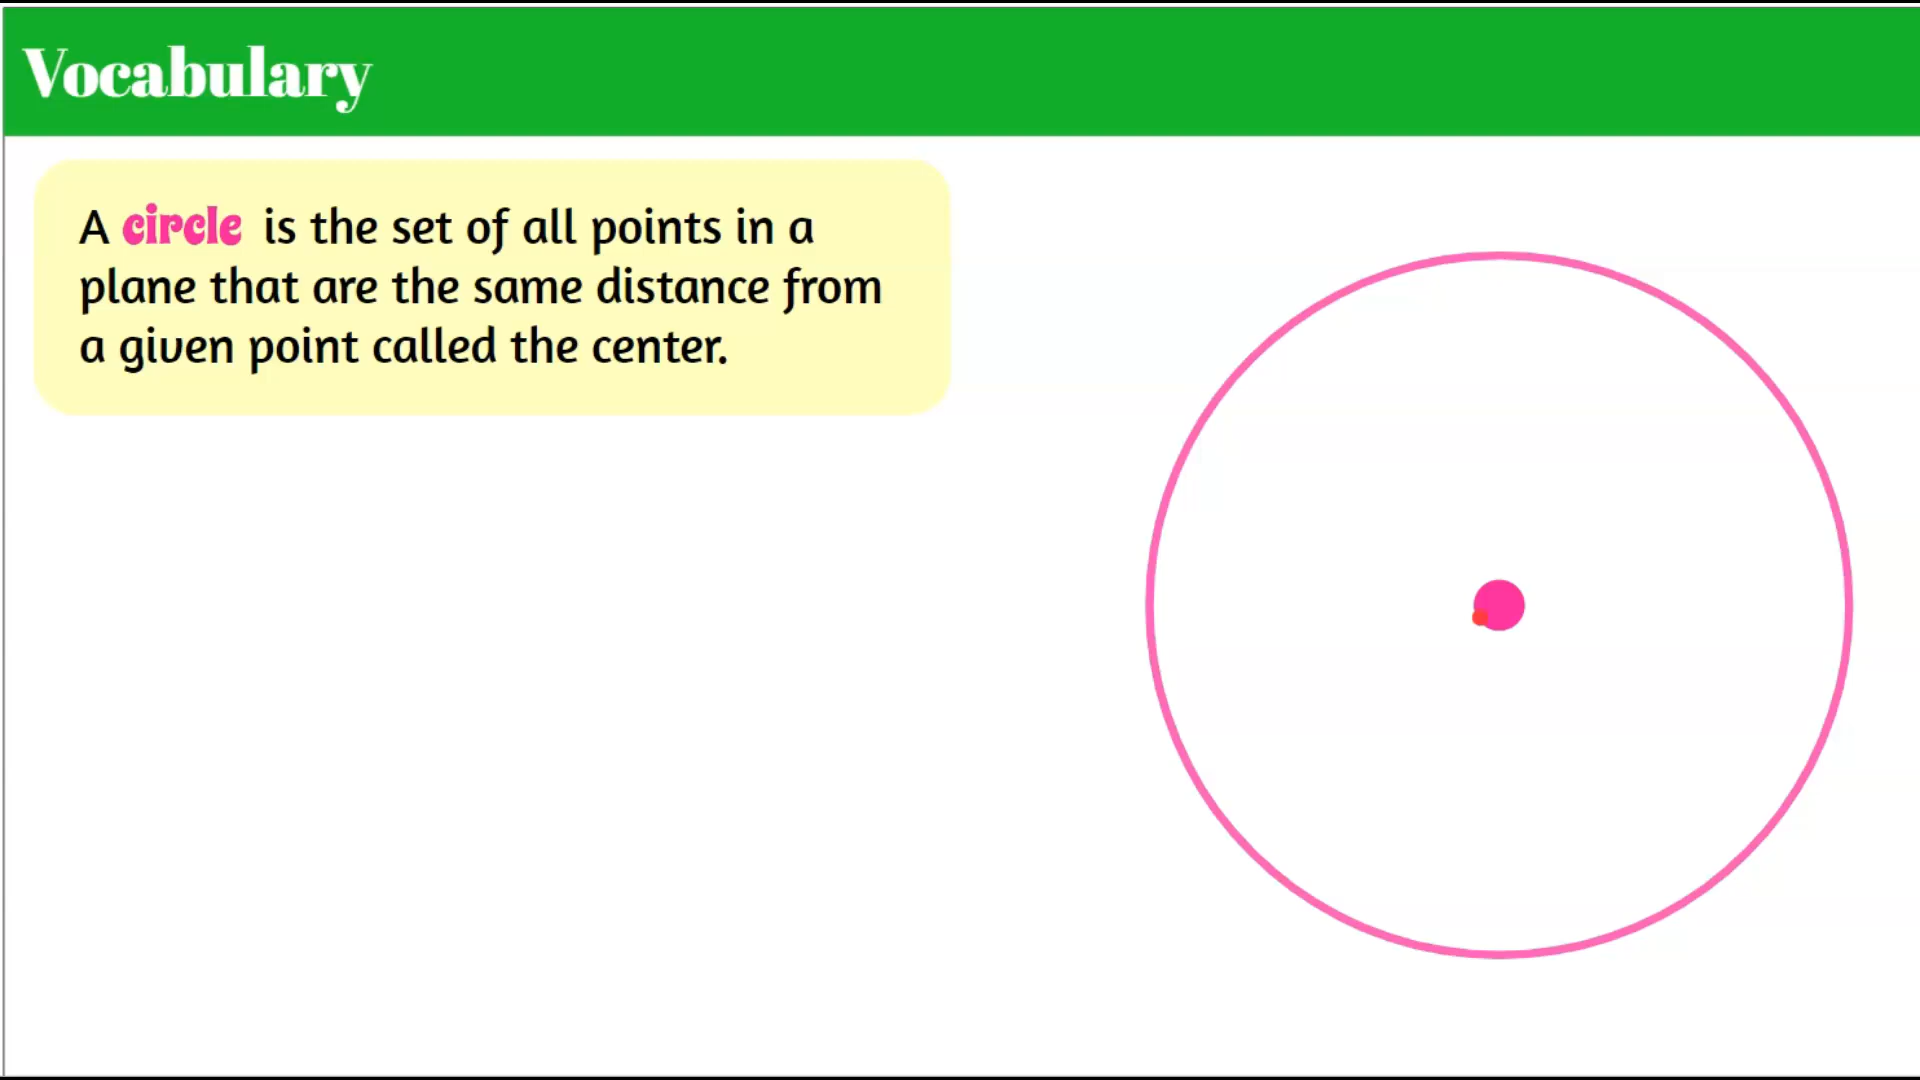 Vocabulary
A circle is the set of all points in a
plane that are the same distance from
a given point called the center.